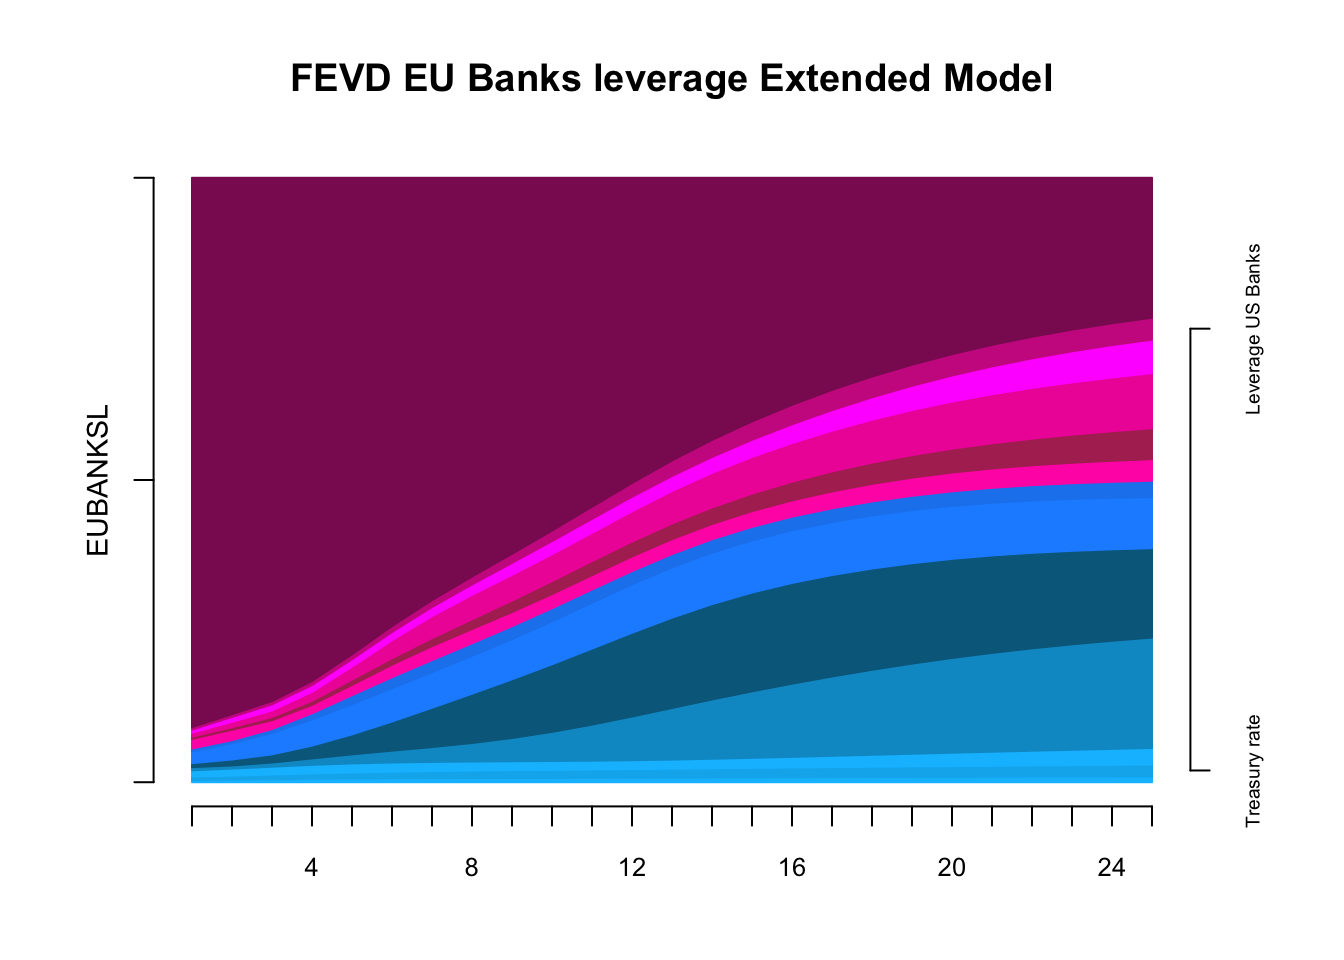 FEVD EU Banks leverage Extended Model
EUBANKSL
Leverage US Banks
Treasury rate
4 8 12 16 20 24